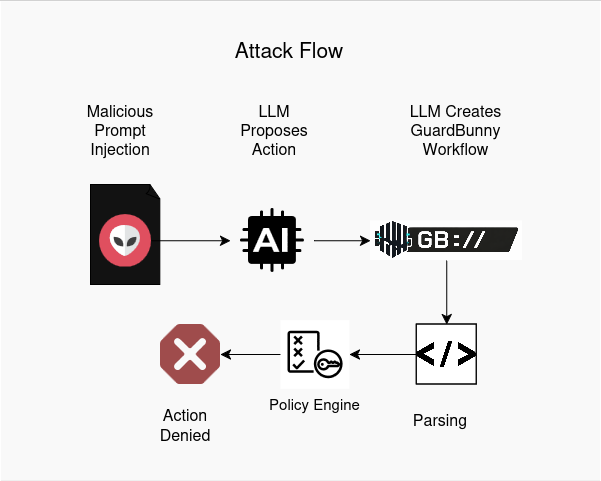 Attack Flow
Malicious
Prompt
Injection
LLM
Proposes
Action
LLM Creates
GuardBunny
Workflow
AI
GB://
</>
Action
Denied
Policy Engine
Parsing